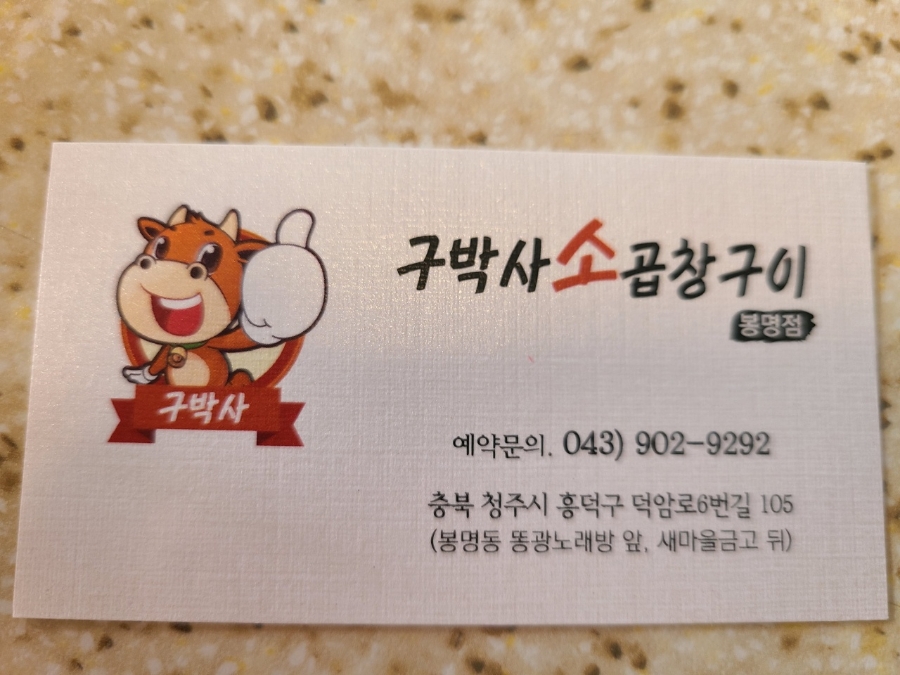 구박사
구박사소곱창구이
봉명점
예약문의. 043) 902-9292
충북 청주시 흥덕구 덕암로6번길 105
(봉명동 똥광노래방 앞, 새마을금고 뒤)